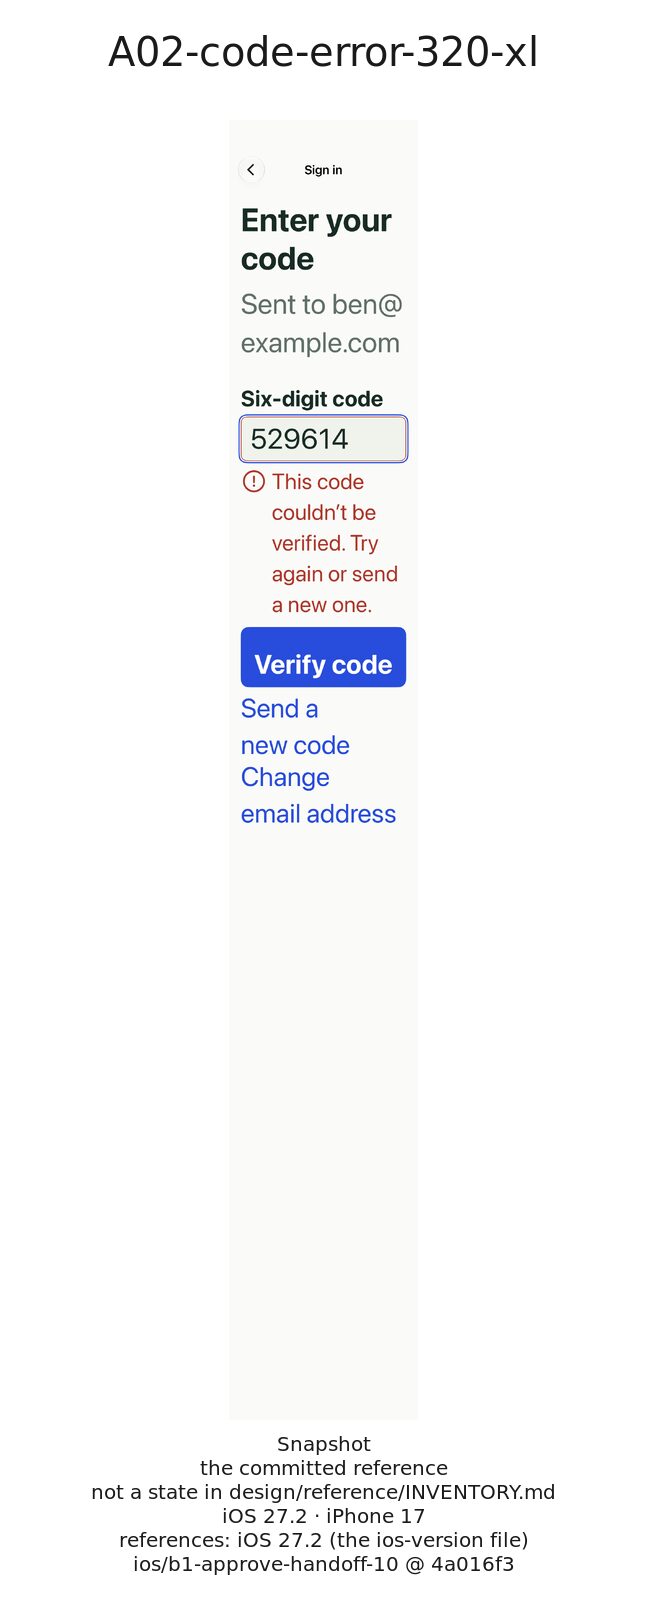 A02-code-error-320-xl
Sign in
Enter your
code
Sent to ben@
example.com
Six-digit code
529614
This code
couldn’t be
verified. Try
again or send
a new one.
Verify code
Send a
new code
Change
email address
Snapshot
the committed reference
not a state in design/reference/INVENTORY.md
iOS 27.2 · iPhone 17
references: iOS 27.2 (the ios-version file)
ios/b1-approve-handoff-10 @ 4a016f3